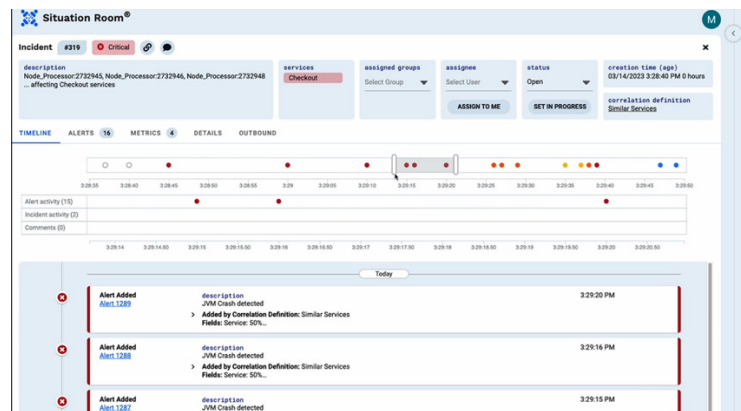 Situation Room®
M
Incident #319 Critical
description
Node_Processor:2732945, Node_Processor:2732946, Node_Processor:2732948
... affecting Checkout services
services
Checkout
assigned groups
Select Group
assignee
Select User
ASSIGN TO ME
status
Open
SET IN PROGRESS
creation time (age)
03/14/2023 3:28:40 PM 0 hours
correlation definition
Similar Services
TIMELINE ALERTS 16 METRICS 4 DETAILS OUTBOUND
3:28:35 3:28:40 3:28:45 3:28:50 3:28:55 3:29 3:29:05 3:29:10 3:29:15 3:29:20 3:29:25 3:29:30 3:29:35 3:29:40 3:29:45 3:29:50
Alert activity (15)
Incident activity (2)
Comments (0)
3:29:14 3:29:14.50 3:29:15 3:29:15.50 3:29:16 3:29:16.50 3:29:17 3:29:17.50 3:29:18 3:29:18.50 3:29:19 3:29:19.50 3:29:20 3:29:20.50
Today
Alert Added
Alert 1289
description
JVM Crash detected
Added by Correlation Definition: Similar Services
Fields: Service: 50%...
3:29:20 PM
Alert Added
Alert 1288
description
JVM Crash detected
Added by Correlation Definition: Similar Services
Fields: Service: 50%...
3:29:16 PM
Alert Added
Alert 1287
description
JVM Crash detected
3:29:15 PM